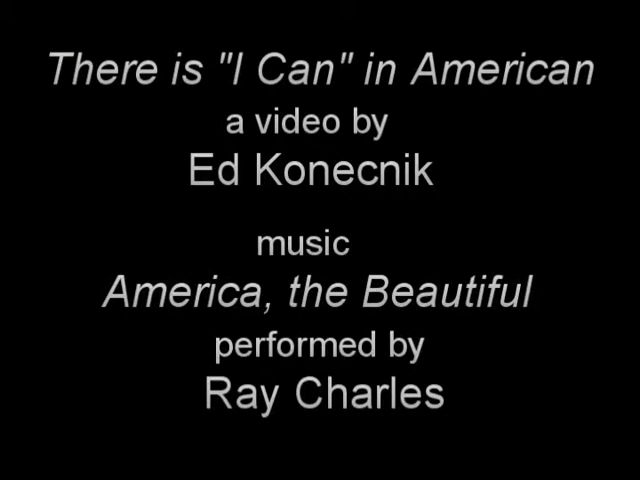 There is "I Can" in American
a video by
Ed Konecnik
music
America, the Beautiful
performed by
Ray Charles